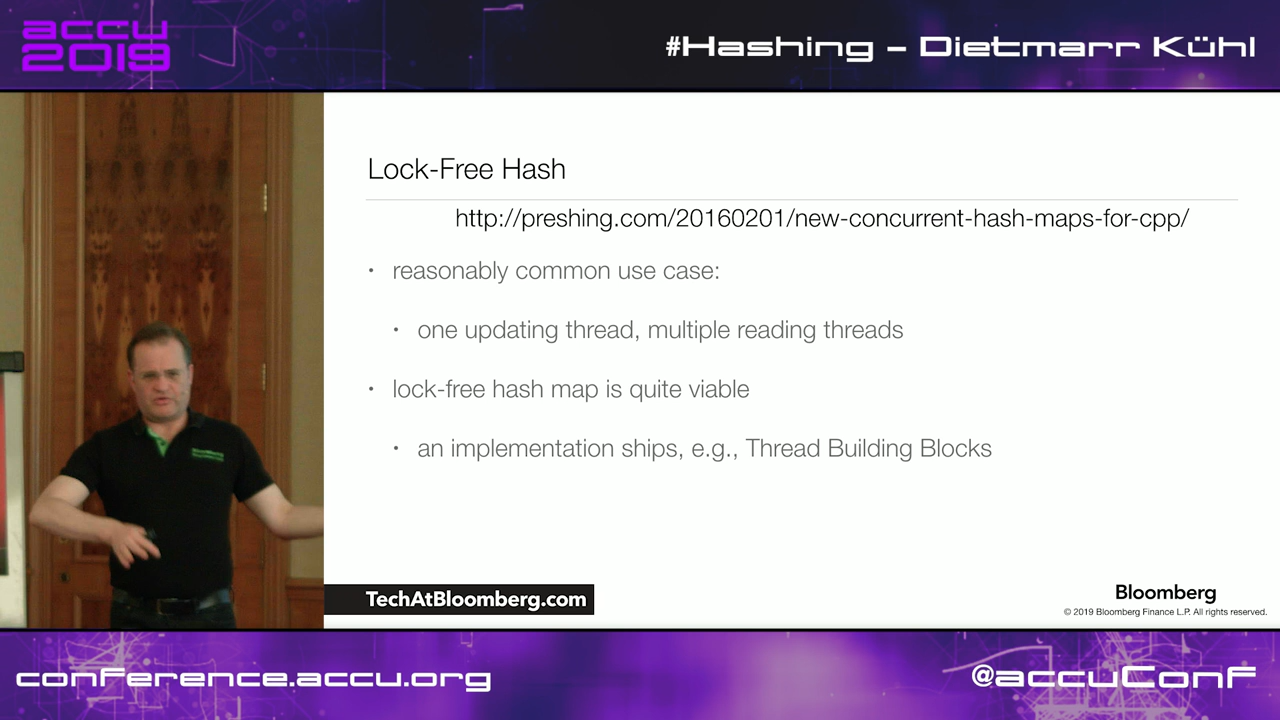 accu
2019
#Hashing – Dietmarr Kühl
Lock-Free Hash
http://preshing.com/20160201/new-concurrent-hash-maps-for-cpp/
• reasonably common use case:
• one updating thread, multiple reading threads
• lock-free hash map is quite viable
• an implementation ships, e.g., Thread Building Blocks
TechAtBloomberg.com
Bloomberg
© 2019 Bloomberg Finance L.P. All rights reserved.
conference.accu.org
@accuConf